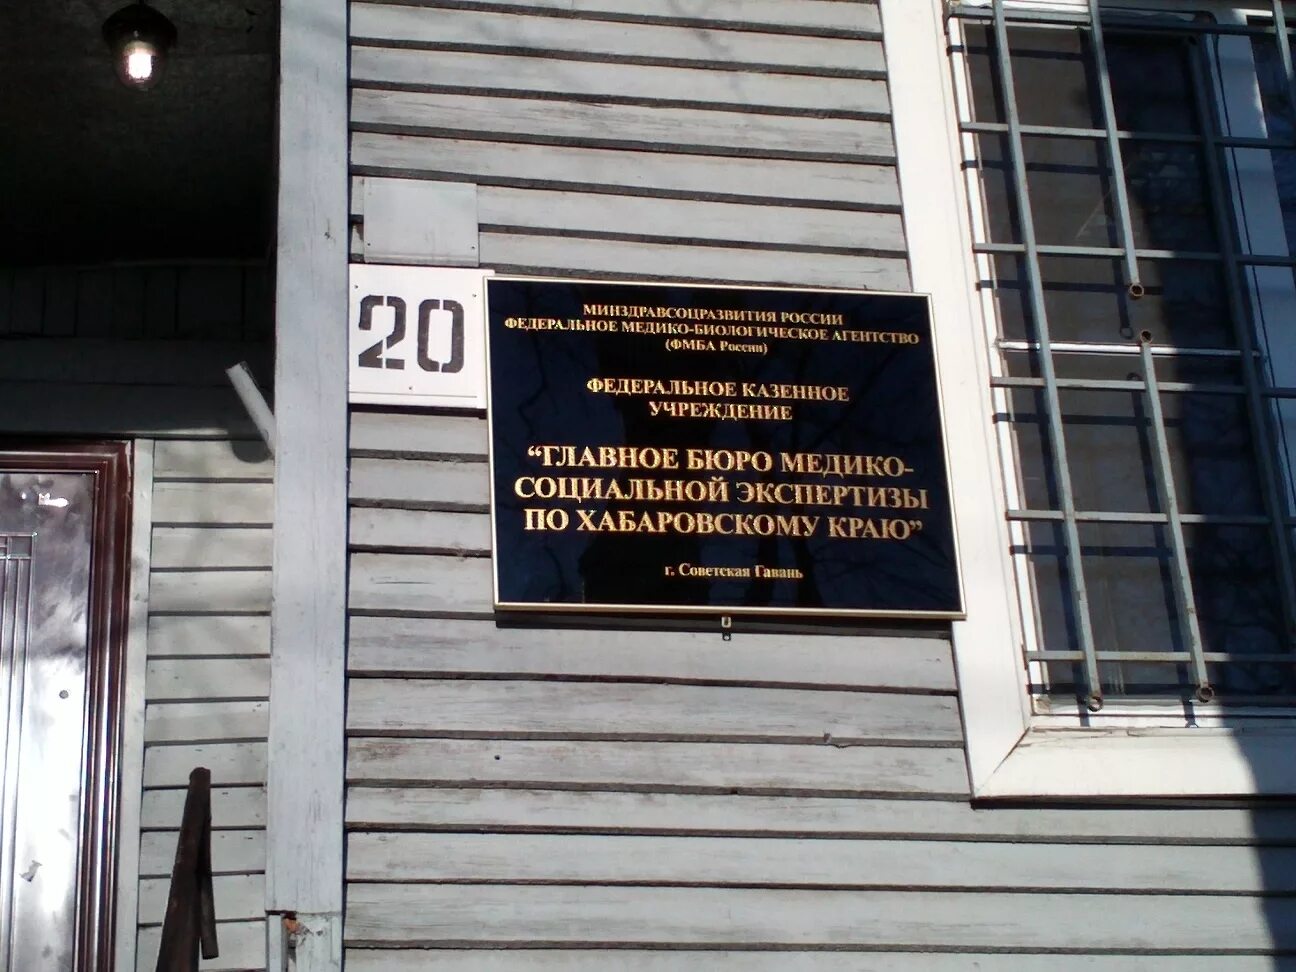 20
МИНЗДРАВСОЦРАЗВИТИЯ РОССИИ
ФЕДЕРАЛЬНОЕ МЕДИКО-БИОЛОГИЧЕСКОЕ АГЕНТСТВО
(ФМБА России)
ФЕДЕРАЛЬНОЕ КАЗЕННОЕ
УЧРЕЖДЕНИЕ
“ГЛАВНОЕ БЮРО МЕДИКО-
СОЦИАЛЬНОЙ ЭКСПЕРТИЗЫ
ПО ХАБАРОВСКОМУ КРАЮ”
г. Советская Гавань